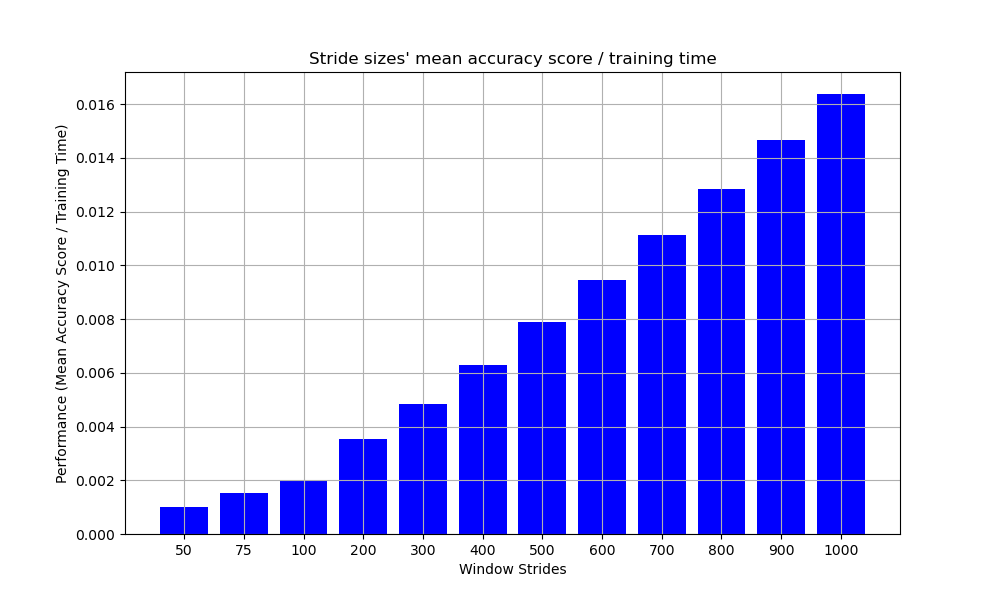 Stride sizes' mean accuracy score / training time
Performance (Mean Accuracy Score / Training Time)
0.016
0.014
0.012
0.010
0.008
0.006
0.004
0.002
0.000
50 75 100 200 300 400 500 600 700 800 900 1000
Window Strides